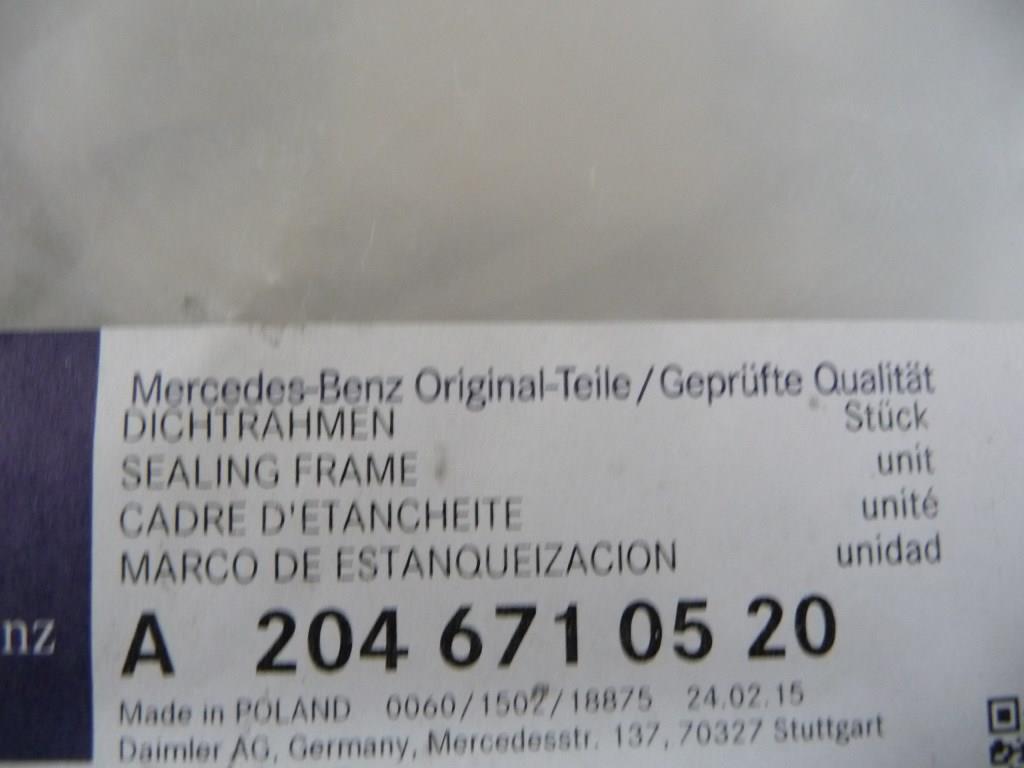 Mercedes-Benz Original-Teile/Geprüfte Qualität
DICHTRAHMEN Stück
SEALING FRAME unit
CADRE D'ETANCHEITE unité
MARCO DE ESTANQUEIZACION unidad
nz
A 204 671 05 20
Made in POLAND 0060/1502/18875 24.02.15
Daimler AG, Germany, Mercedesstr. 137, 70327 Stuttgart